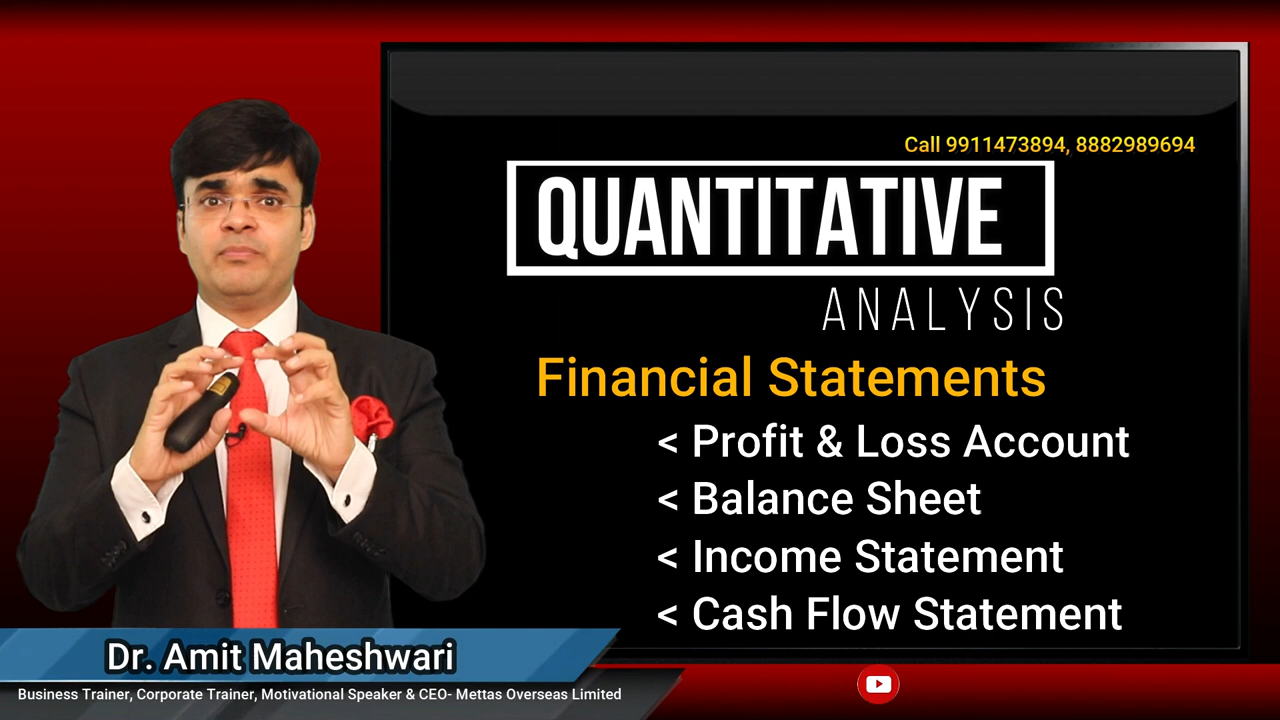 Call 9911473894, 8882989694
QUANTITATIVE
ANALYSIS
Financial Statements
< Profit & Loss Account
< Balance Sheet
< Income Statement
< Cash Flow Statement
Dr. Amit Maheshwari
Business Trainer, Corporate Trainer, Motivational Speaker & CEO- Mettas Overseas Limited